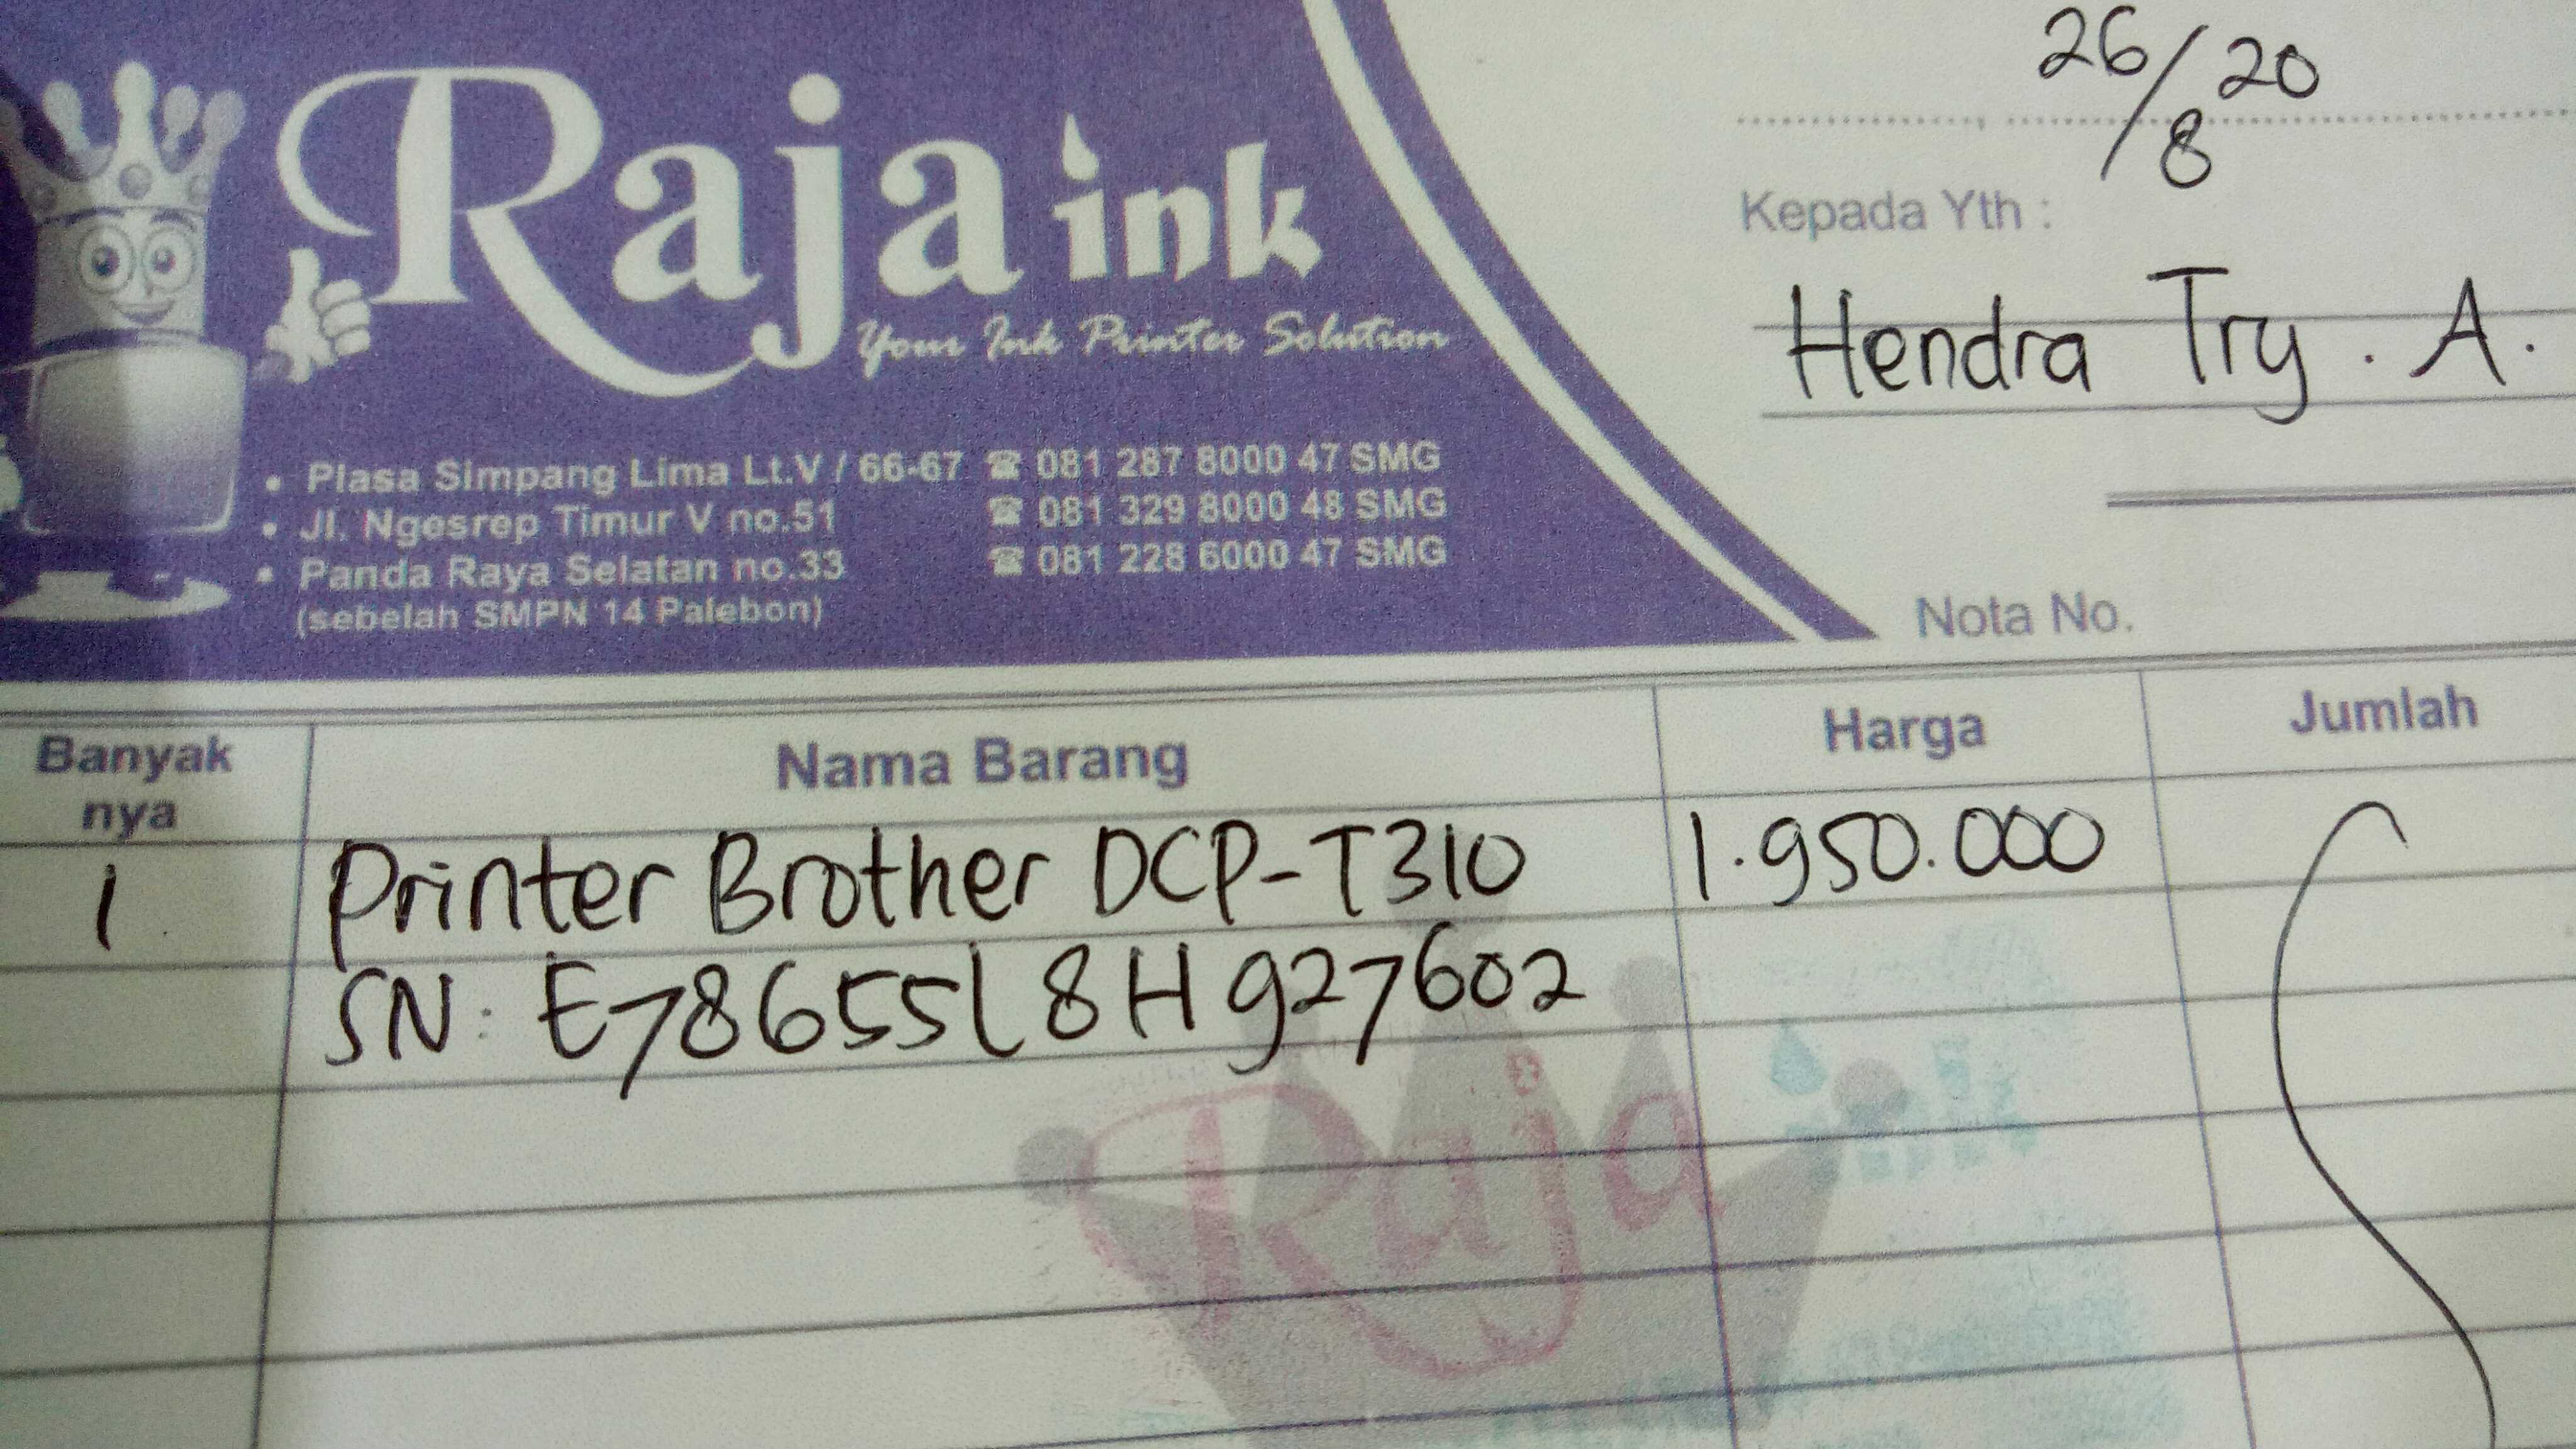 Raja ink
Your Ink Printer Solution
• Plasa Simpang Lima Lt.V / 66-67 ☎ 081 287 8000 47 SMG
• Jl. Ngesrep Timur V no.51 ☎ 081 329 8000 48 SMG
• Panda Raya Selatan no.33 ☎ 081 228 6000 47 SMG
(sebelah SMPN 14 Palebon)
26/8 20
Kepada Yth :
Hendra Try . A.
Nota No.
Banyak nya Nama Barang Harga Jumlah
1 Printer Brother DCP-T310 1.950.000
SN: E78655L8H927602
Raja